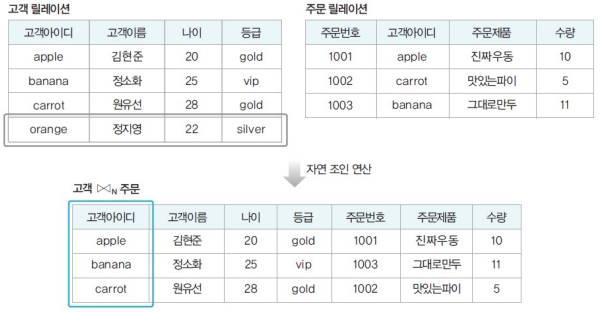 고객 릴레이션
고객아이디 고객이름 나이 등급
apple 김현준 20 gold
banana 정소화 25 vip
carrot 원유선 28 gold
orange 정지영 22 silver
주문 릴레이션
주문번호 고객아이디 주문제품 수량
1001 apple 진짜우동 10
1002 carrot 맛있는파이 5
1003 banana 그대로만두 11
자연 조인 연산
고객 ⋈N 주문
고객아이디 고객이름 나이 등급 주문번호 주문제품 수량
apple 김현준 20 gold 1001 진짜우동 10
banana 정소화 25 vip 1003 그대로만두 11
carrot 원유선 28 gold 1002 맛있는파이 5